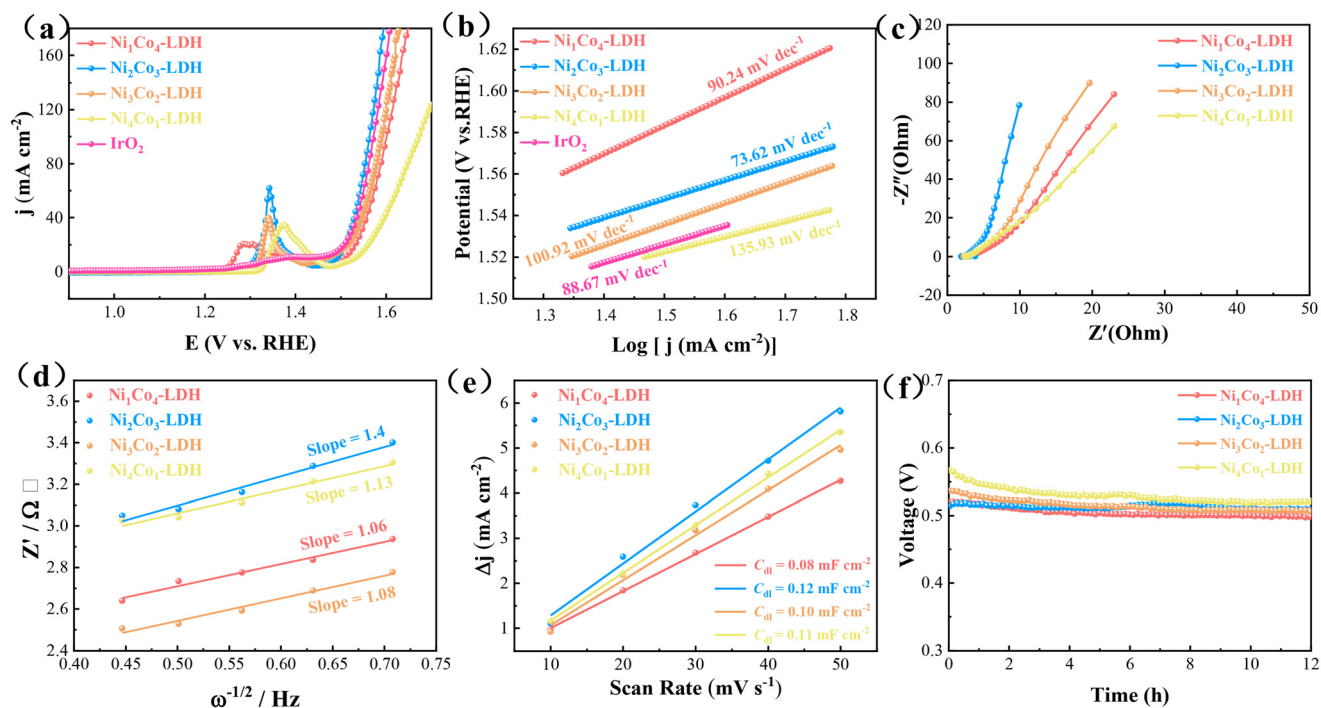 (a)
Ni₁Co₄-LDH
Ni₂Co₃-LDH
Ni₃Co₂-LDH
Ni₄Co₁-LDH
IrO₂
160
120
80
40
0
1.0
1.2
1.4
1.6
j (mA cm⁻²)
E (V vs. RHE)
(b)
Ni₁Co₄-LDH
Ni₂Co₃-LDH
Ni₃Co₂-LDH
Ni₄Co₁-LDH
IrO₂
90.24 mV dec⁻¹
73.62 mV dec⁻¹
100.92 mV dec⁻¹
135.93 mV dec⁻¹
88.67 mV dec⁻¹
1.62
1.60
1.58
1.56
1.54
1.52
1.50
1.3
1.4
1.5
1.6
1.7
1.8
Potential (V vs.RHE)
Log [ j (mA cm⁻²)]
(c)
Ni₁Co₄-LDH
Ni₂Co₃-LDH
Ni₃Co₂-LDH
Ni₄Co₁-LDH
120
100
80
60
40
20
0
-20
0
10
20
30
40
50
-Z″(Ohm)
Z′(Ohm)
(d)
Ni₁Co₄-LDH
Ni₂Co₃-LDH
Ni₃Co₂-LDH
Ni₄Co₁-LDH
Slope = 1.4
Slope = 1.13
Slope = 1.06
Slope = 1.08
3.6
3.4
3.2
3.0
2.8
2.6
2.4
0.40
0.45
0.50
0.55
0.60
0.65
0.70
0.75
Z' / Ω □
ω⁻¹/² / Hz
(e)
Ni₁Co₄-LDH
Ni₂Co₃-LDH
Ni₃Co₂-LDH
Ni₄Co₁-LDH
C_dl = 0.08 mF cm⁻²
C_dl = 0.12 mF cm⁻²
C_dl = 0.10 mF cm⁻²
C_dl = 0.11 mF cm⁻²
6
5
4
3
2
1
10
20
30
40
50
Δj (mA cm⁻²)
Scan Rate (mV s⁻¹)
(f)
Ni₁Co₄-LDH
Ni₂Co₃-LDH
Ni₃Co₂-LDH
Ni₄Co₁-LDH
0.7
0.6
0.5
0.4
0.3
0
2
4
6
8
10
12
Voltage (V)
Time (h)